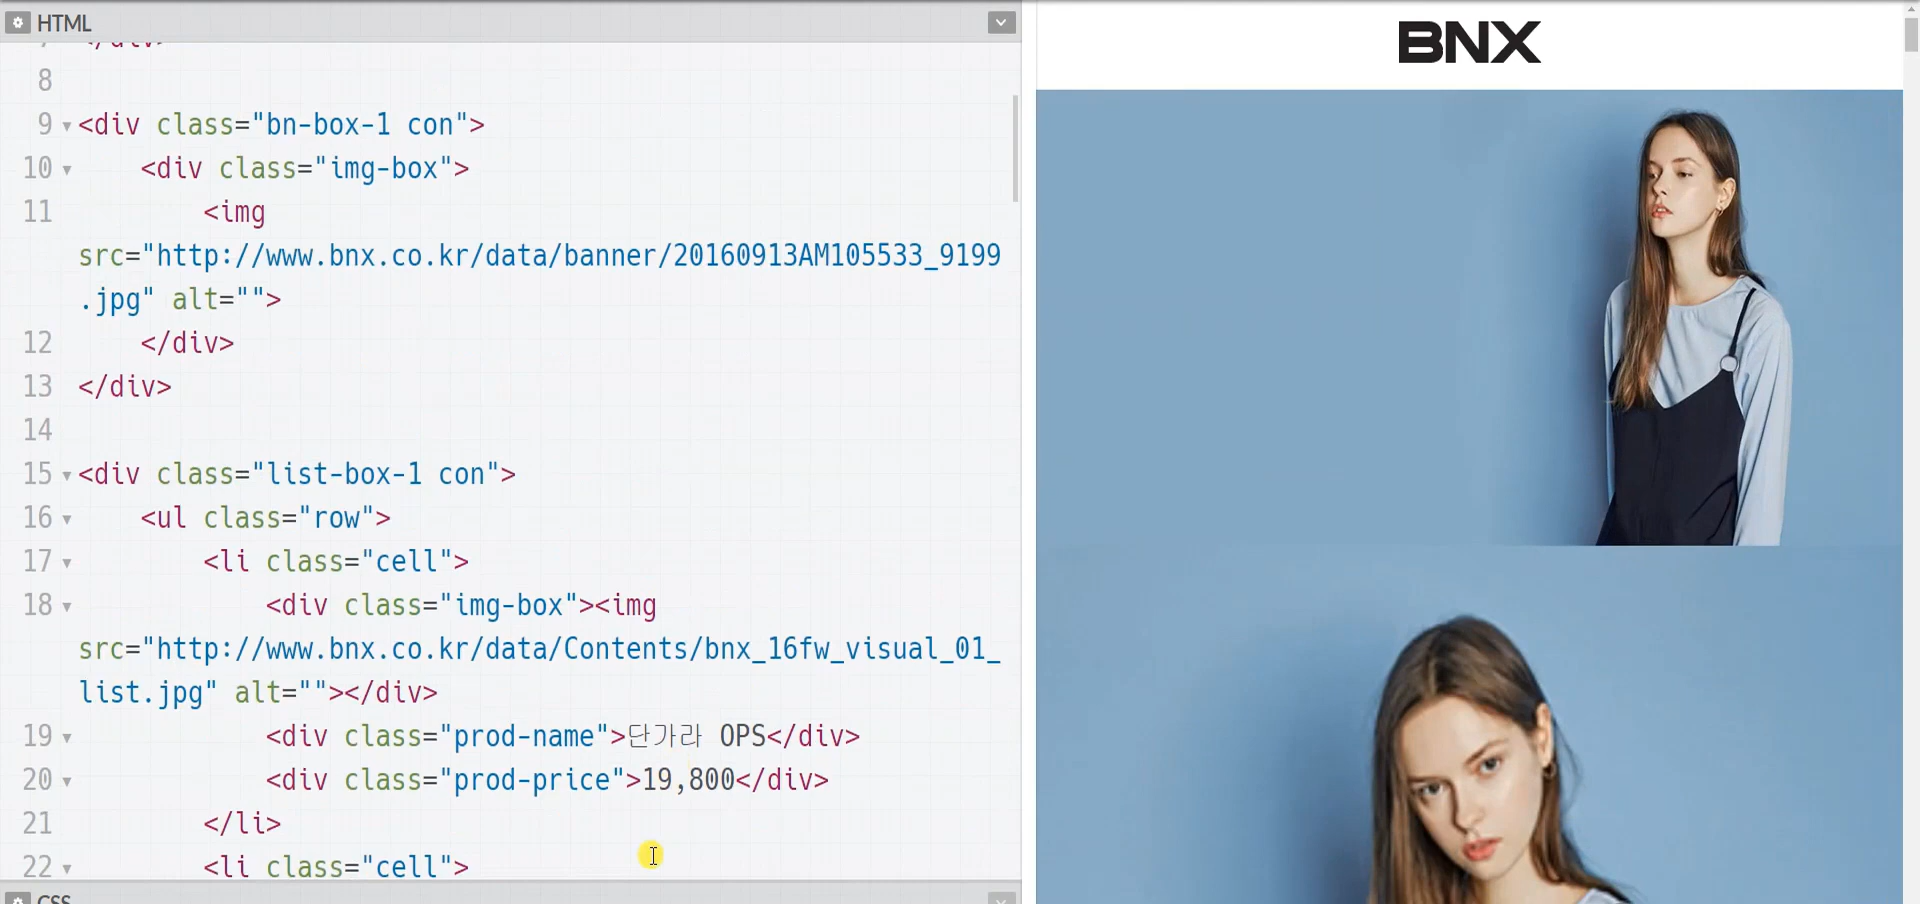 HTML
BNX
7 </div>
8
9 <div class="bn-box-1 con">
10 <div class="img-box">
11 <img
src="http://www.bnx.co.kr/data/banner/20160913AM105533_9199
.jpg" alt="">
12 </div>
13 </div>
14
15 <div class="list-box-1 con">
16 <ul class="row">
17 <li class="cell">
18 <div class="img-box"><img
src="http://www.bnx.co.kr/data/Contents/bnx_16fw_visual_01_
list.jpg" alt=""></div>
19 <div class="prod-name">단가라 OPS</div>
20 <div class="prod-price">19,800</div>
21 </li>
22 <li class="cell">
CSS